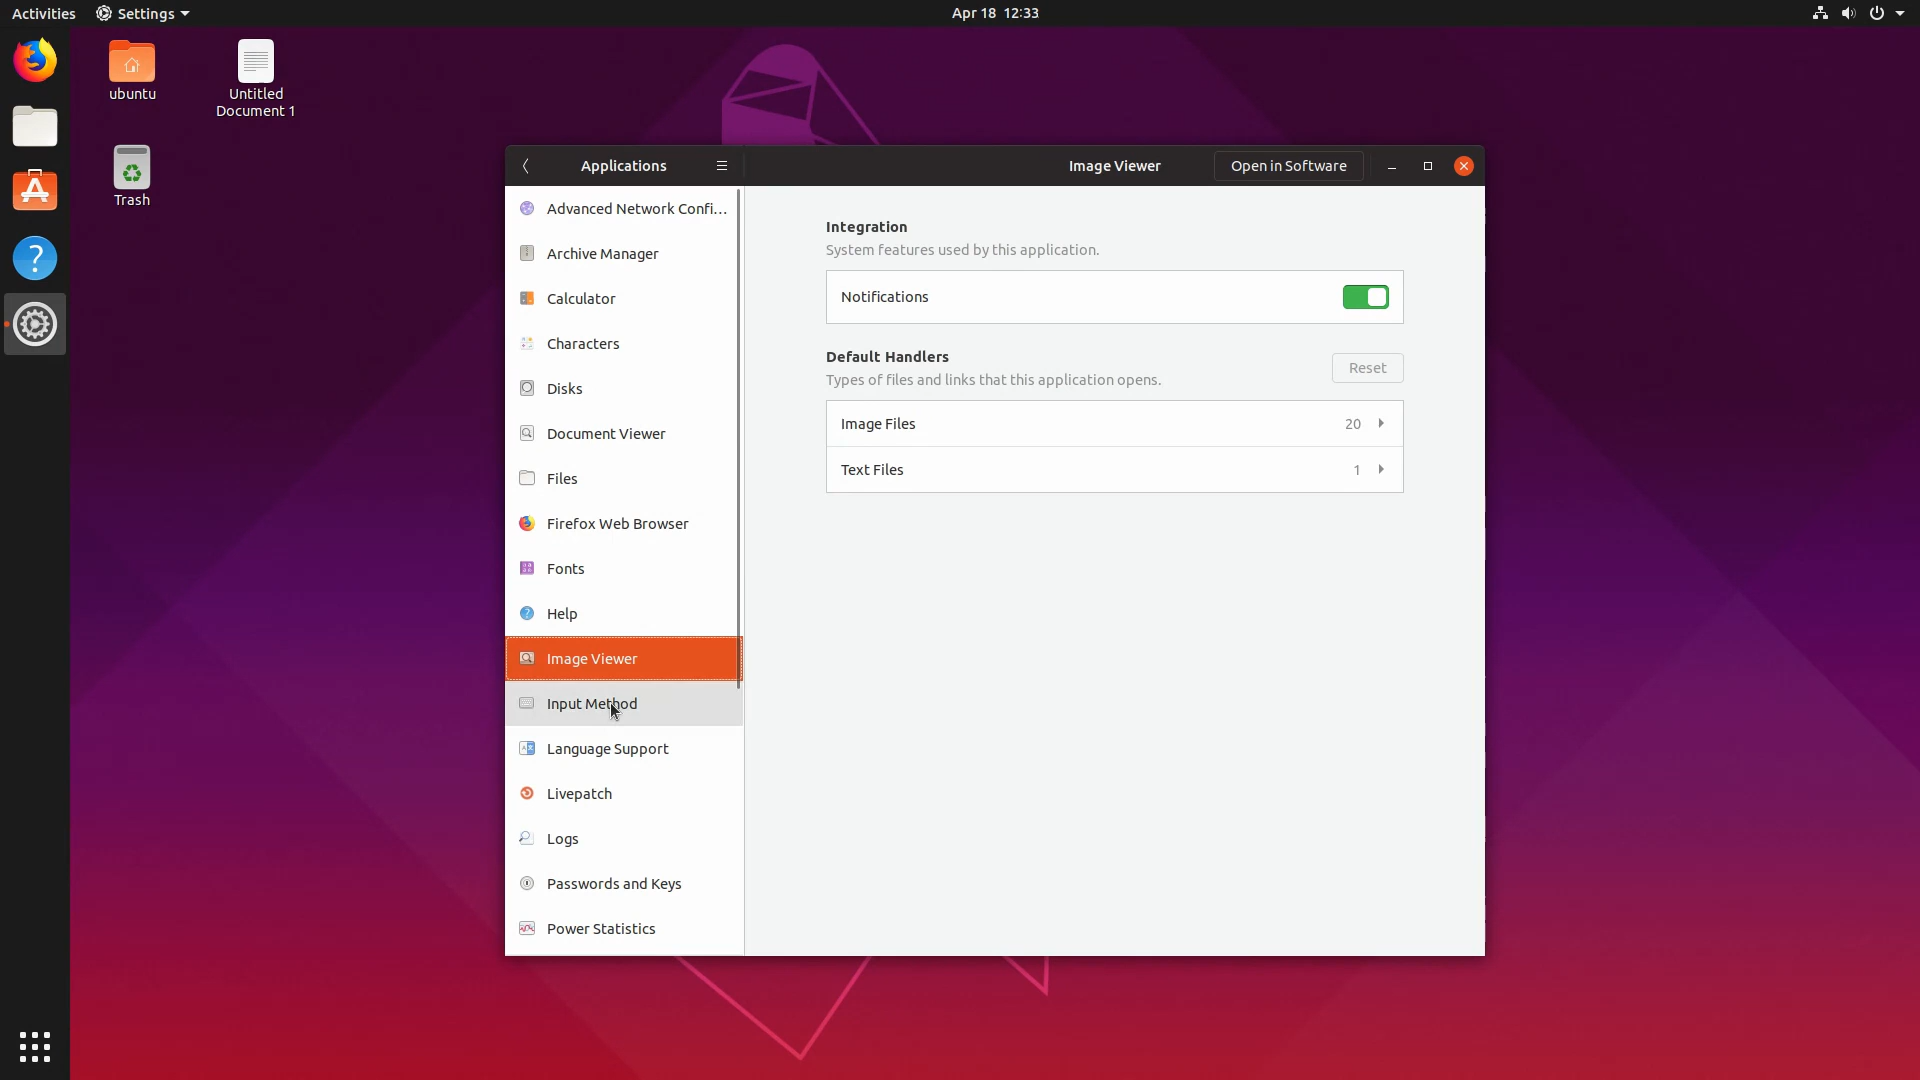 Activities
Settings
Apr 18 12:33
ubuntu
Untitled
Document 1
Trash
Applications
Image Viewer
Open in Software
Advanced Network Confi...
Archive Manager
Calculator
Characters
Disks
Document Viewer
Files
Firefox Web Browser
Fonts
Help
Image Viewer
Input Method
Language Support
Livepatch
Logs
Passwords and Keys
Power Statistics
Integration
System features used by this application.
Notifications
Default Handlers
Types of files and links that this application opens.
Reset
Image Files 20
Text Files 1